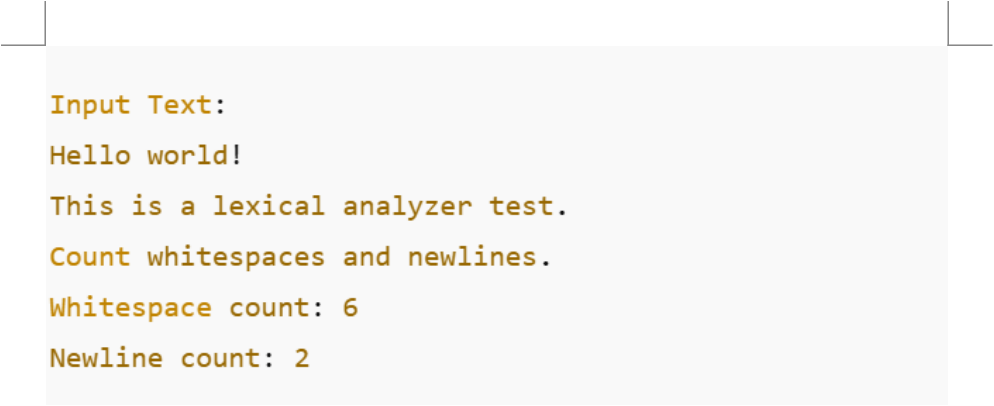 Input Text:
Hello world!
This is a lexical analyzer test.
Count whitespaces and newlines.
Whitespace count: 6
Newline count: 2